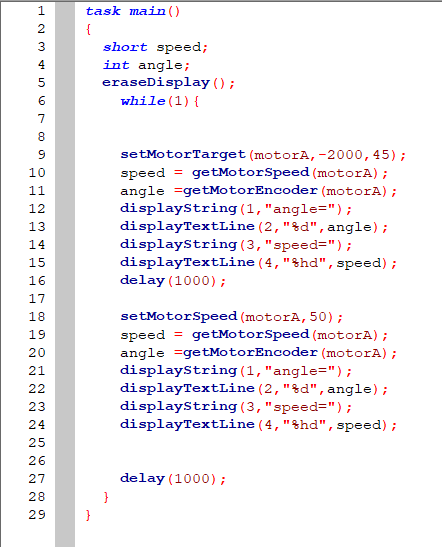 1 task main()
2 {
3 short speed;
4 int angle;
5 eraseDisplay();
6 while(1){
7
8
9 setMotorTarget(motorA,-2000,45);
10 speed = getMotorSpeed(motorA);
11 angle =getMotorEncoder(motorA);
12 displayString(1,"angle=");
13 displayTextLine(2,"%d",angle);
14 displayString(3,"speed=");
15 displayTextLine(4,"%hd",speed);
16 delay(1000);
17
18 setMotorSpeed(motorA,50);
19 speed = getMotorSpeed(motorA);
20 angle =getMotorEncoder(motorA);
21 displayString(1,"angle=");
22 displayTextLine(2,"%d",angle);
23 displayString(3,"speed=");
24 displayTextLine(4,"%hd",speed);
25
26
27 delay(1000);
28 }
29 }